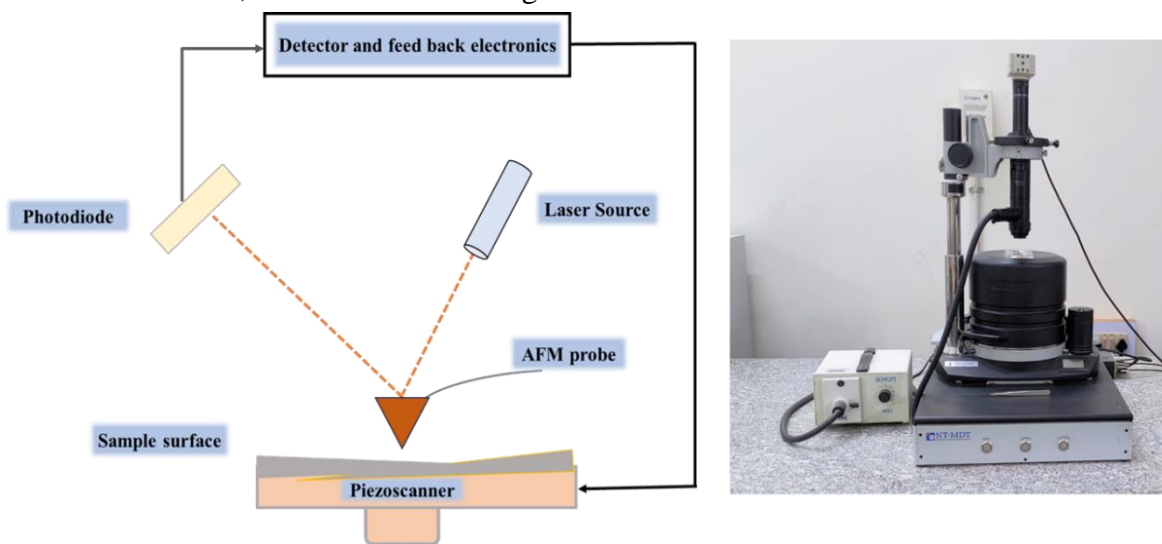 Detector and feed back electronics
Photodiode
Laser Source
AFM probe
Sample surface
Piezoscanner
NT-MDT